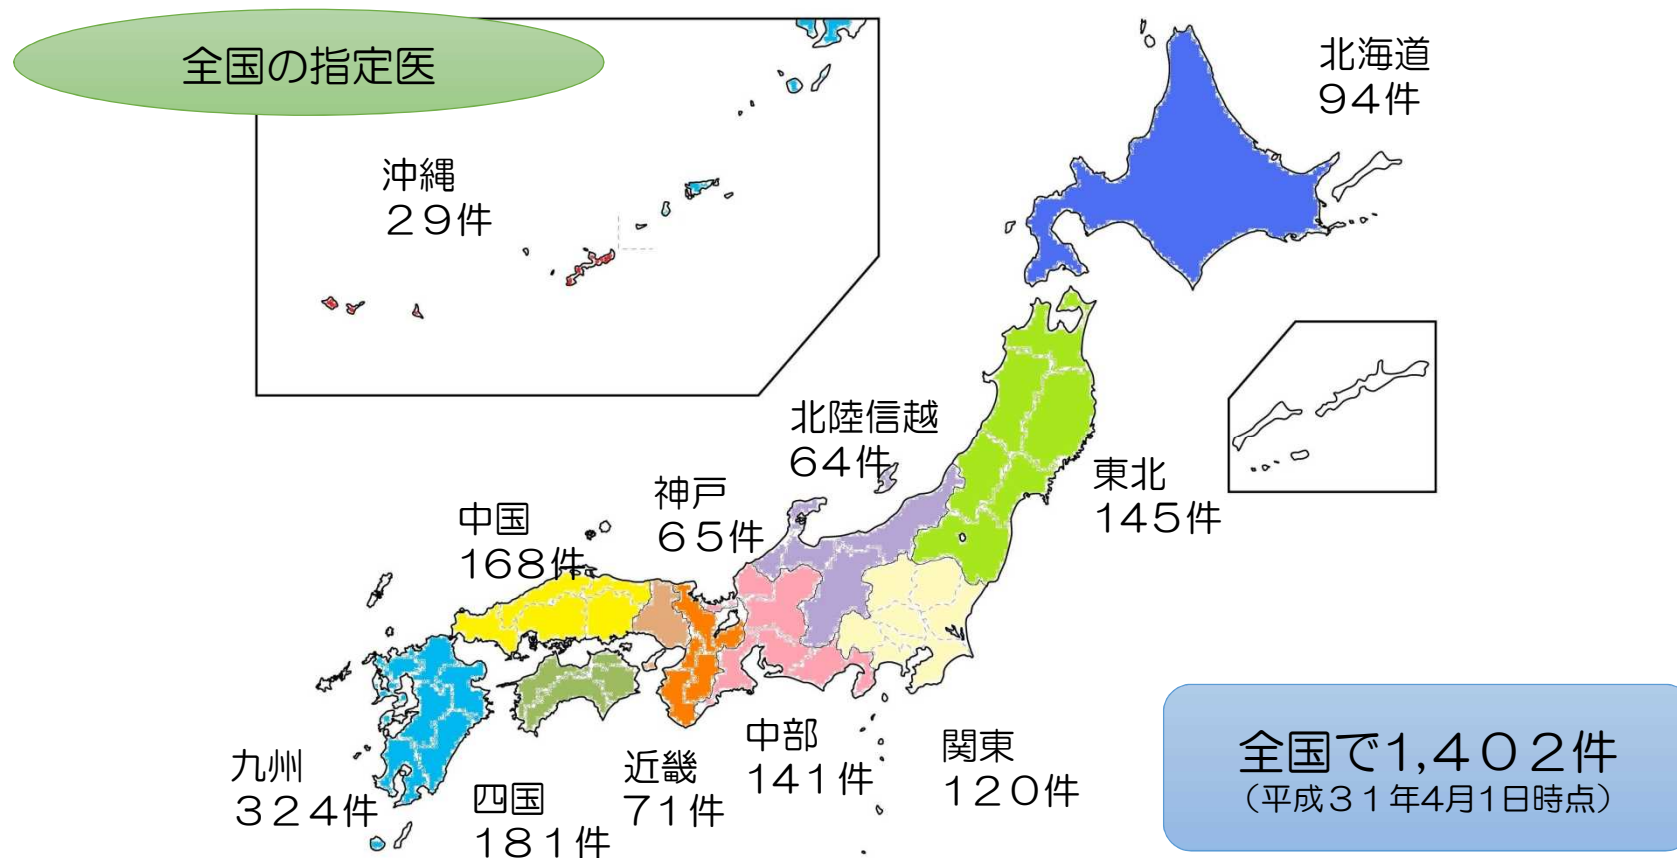 全国の指定医
北海道
94件
沖縄
29件
北陸信越
64件
東北
145件
神戸
65件
中国
168件
九州
324件
四国
181件
近畿
71件
中部
141件
関東
120件
全国で1,402件
（平成31年4月1日時点）